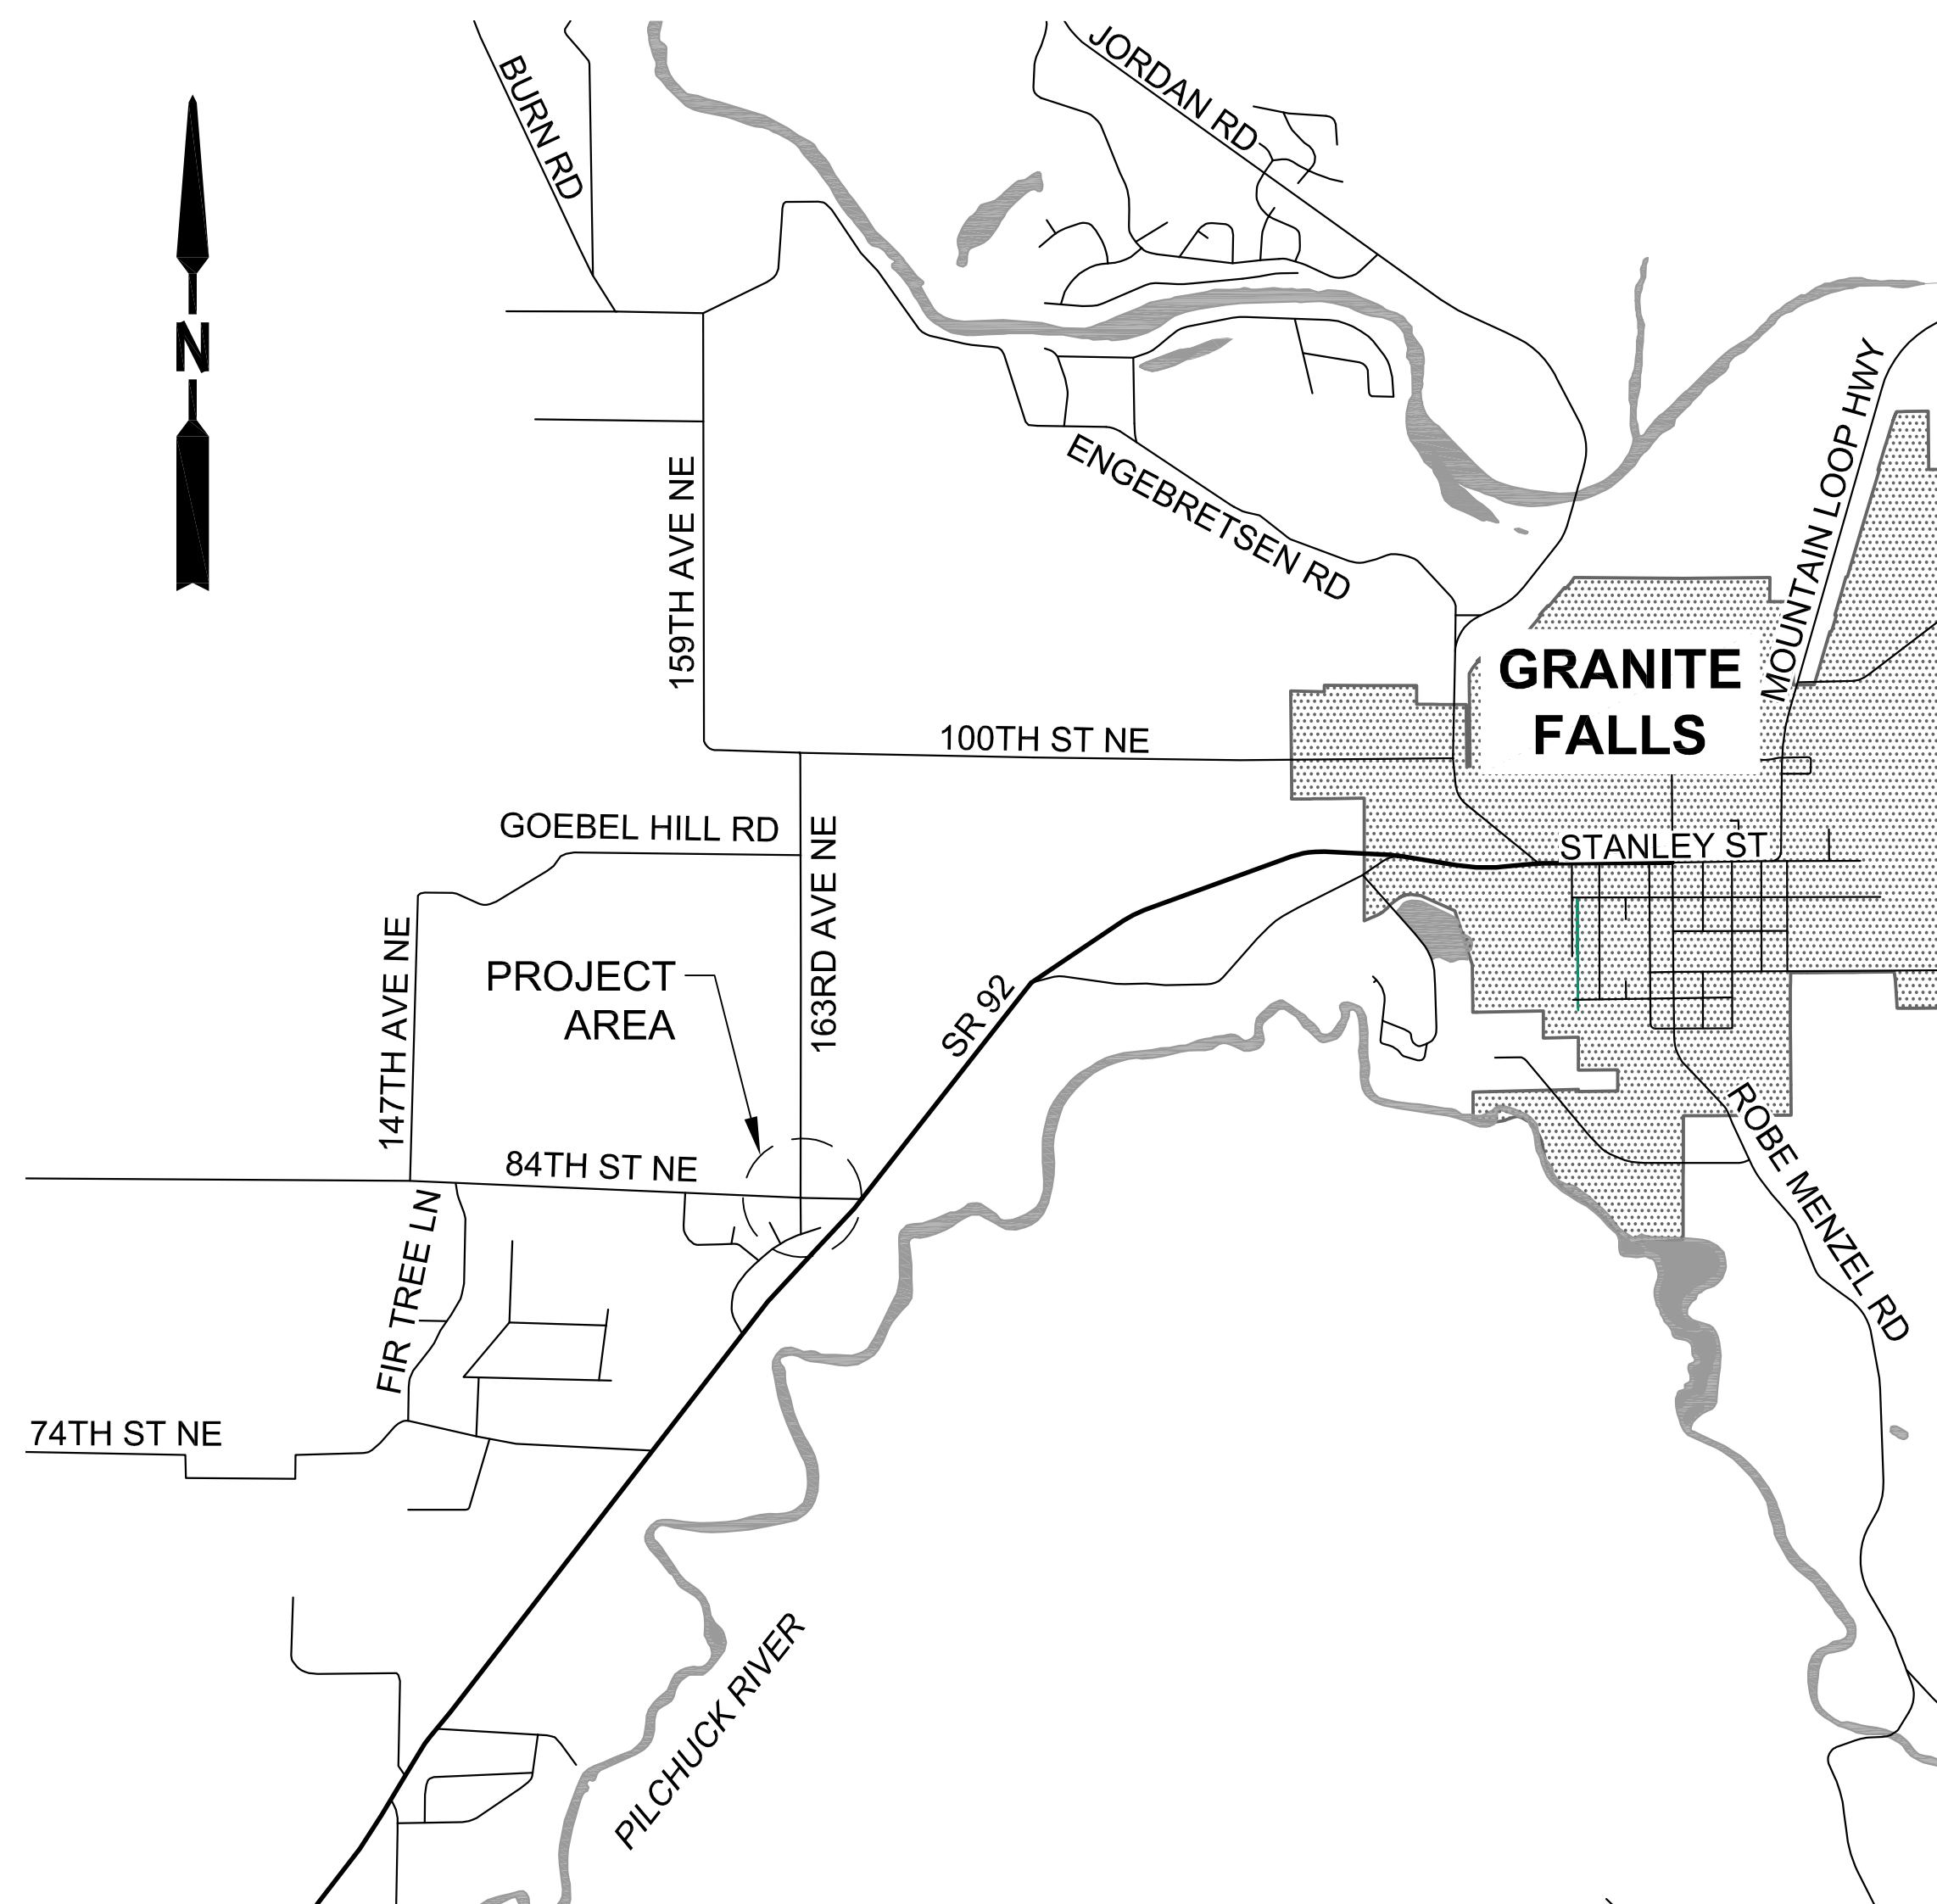 JORDAN RD
BURN RD
N
MOUNTAIN LOOP HWY
ENGEBRETSEN RD
159TH AVE NE
GRANITE
FALLS
100TH ST NE
GOEBEL HILL RD
163RD AVE NE
STANLEY ST
147TH AVE NE
PROJECT
AREA
SR 92
84TH ST NE
ROBE MENZEL RD
FIR TREE LN
74TH ST NE
PILCHUCK RIVER